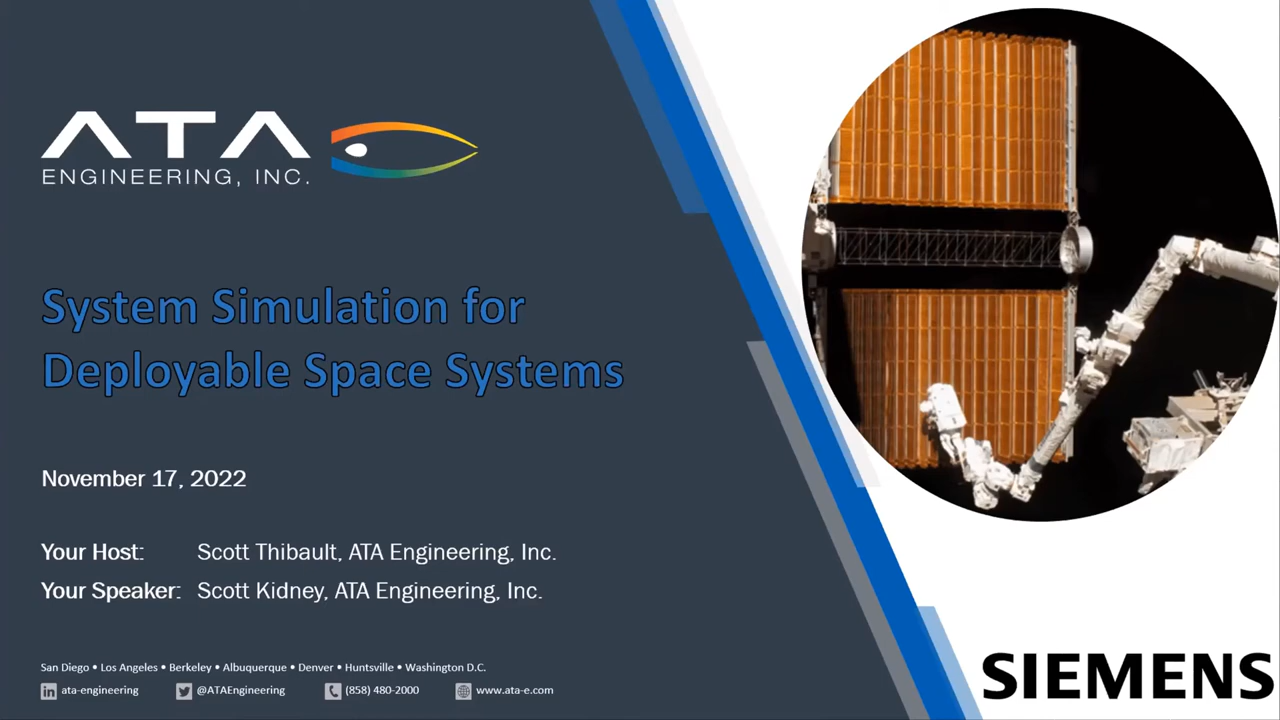 ATA
ENGINEERING, INC.
System Simulation for
Deployable Space Systems
November 17, 2022
Your Host: Scott Thibault, ATA Engineering, Inc.
Your Speaker: Scott Kidney, ATA Engineering, Inc.
San Diego • Los Angeles • Berkeley • Albuquerque • Denver • Huntsville • Washington D.C.
in ata-engineering @ATAEngineering (858) 480-2000 www.ata-e.com
SIEMENS